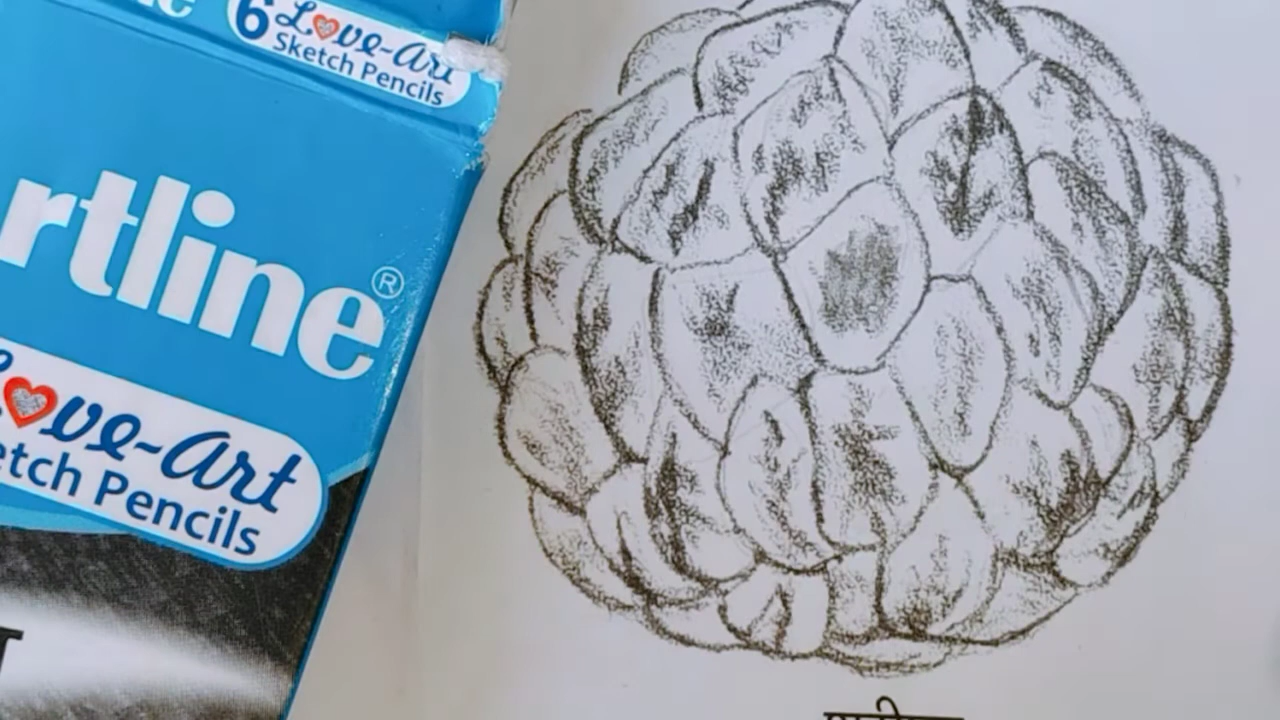 6 Love-Art
Sketch Pencils
rtline®
Love-Art
etch Pencils